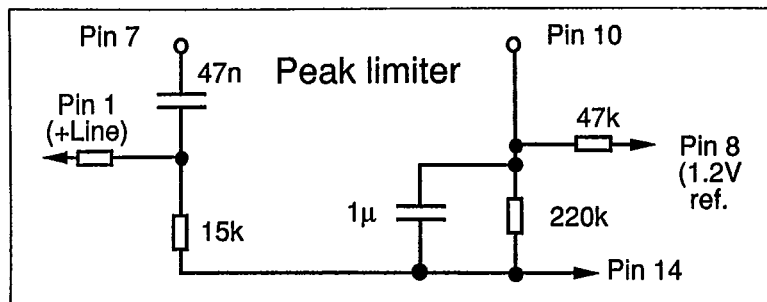 Pin 7
Pin 10
47n
Peak limiter
Pin 1
(+Line)
47k
Pin 8
(1.2V
ref.
15k
1µ
220k
Pin 14